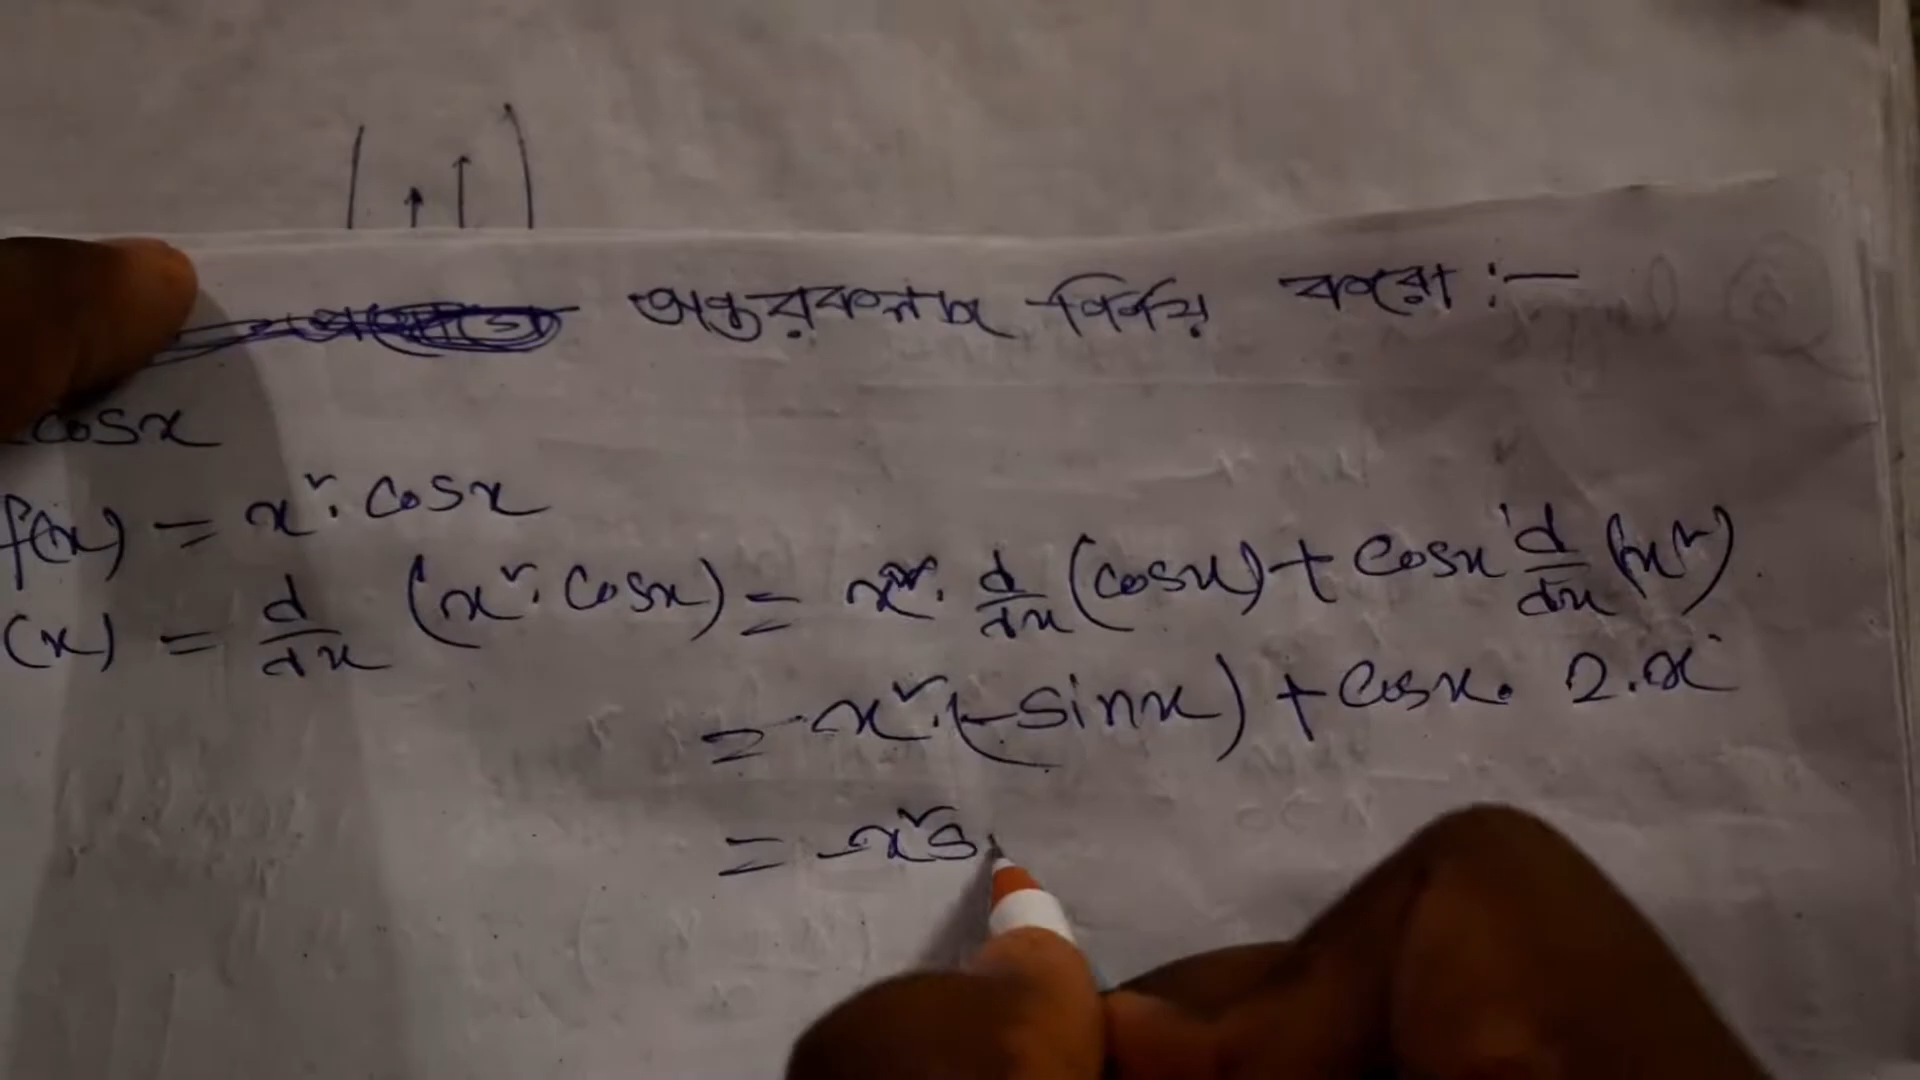 অন্তরকলজ নির্ণয় করো :—
cosx
f(x) = x². cosx
(x) = d/dx (x². cosx) = x². d/dx (cosx) + cosx d/dx (x²)
= x².(-sinx) + cosx. 2.x
= -x²s